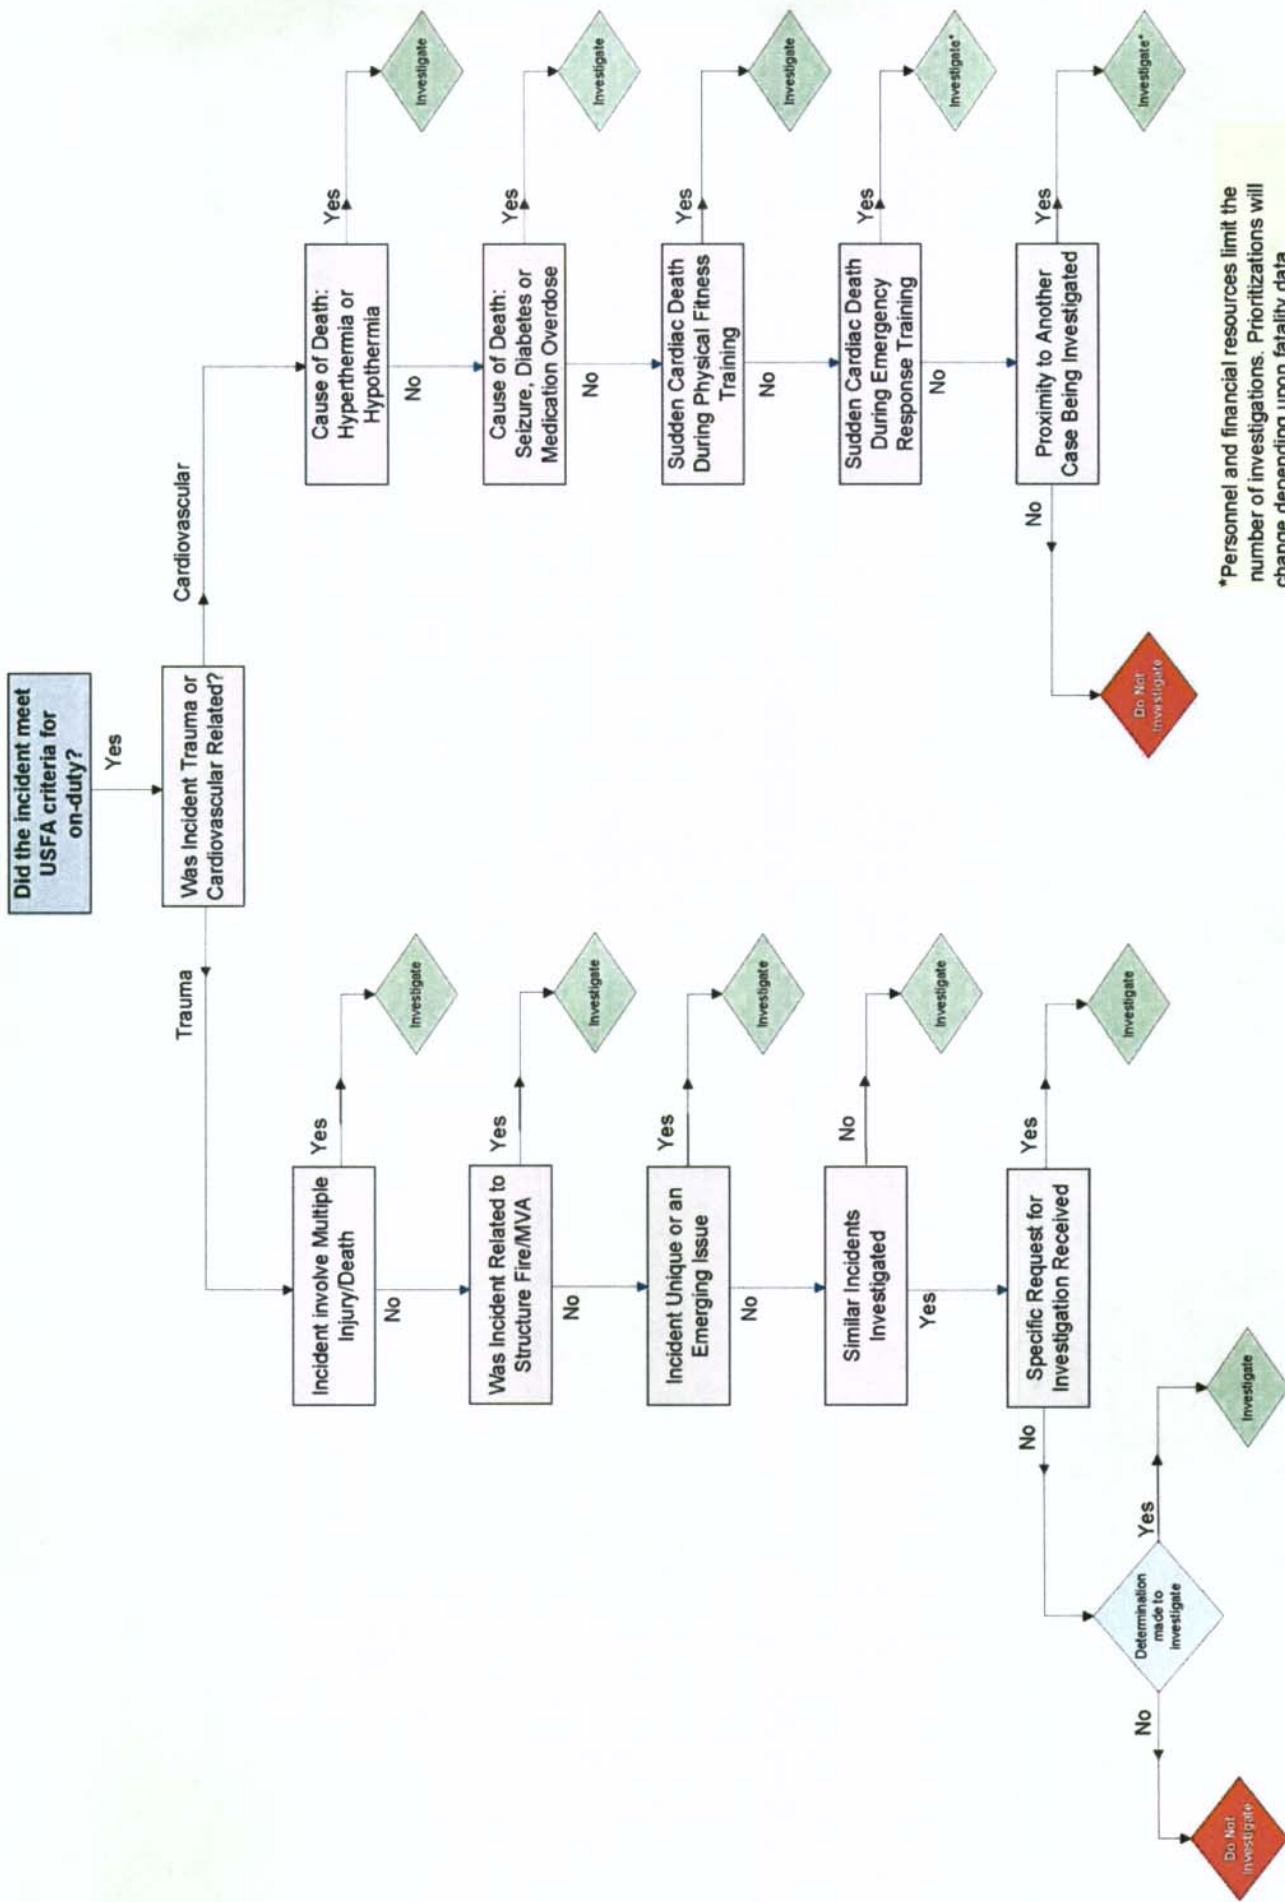 Did the incident meet
USFA criteria for
on-duty?
Yes
Was Incident Trauma or
Cardiovascular Related?
Trauma
Cardiovascular
Incident involve Multiple
Injury/Death
Yes
Investigate
No
Was Incident Related to
Structure Fire/MVA
Yes
Investigate
No
Incident Unique or an
Emerging Issue
Yes
Investigate
No
Similar Incidents
Investigated
No
Investigate
Yes
Specific Request for
Investigation Received
Yes
Investigate
No
Determination
made to
investigate
Yes
Investigate
No
Do Not
Investigate
Cause of Death:
Hyperthermia or
Hypothermia
Yes
Investigate
No
Cause of Death:
Seizure, Diabetes or
Medication Overdose
Yes
Investigate
No
Sudden Cardiac Death
During Physical Fitness
Training
Yes
Investigate
No
Sudden Cardiac Death
During Emergency
Response Training
Yes
Investigate*
No
Proximity to Another
Case Being Investigated
Yes
Investigate*
No
Do Not
Investigate
*Personnel and financial resources limit the
number of investigations. Prioritizations will
change depending upon fatality data